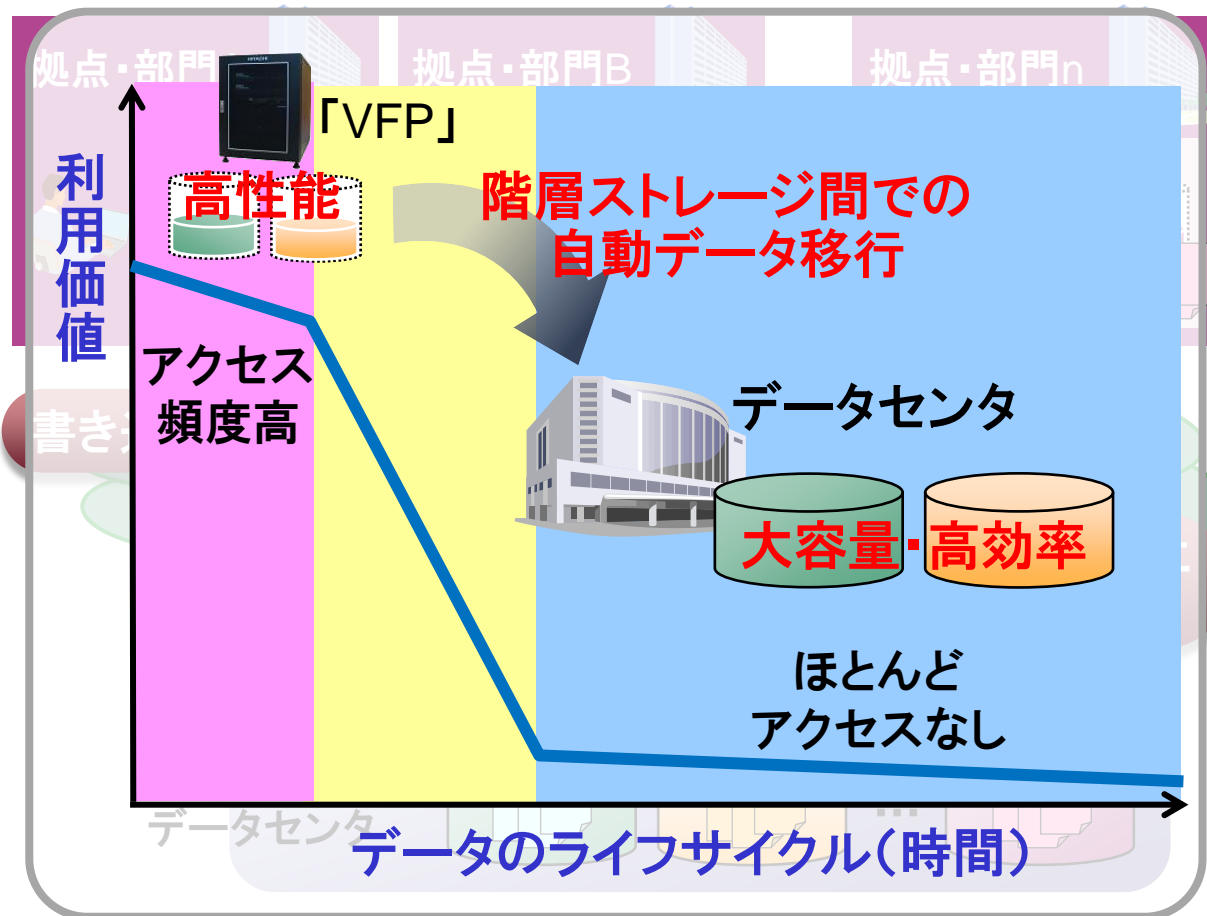 拠点・部門
拠点・部門B
拠点・部門n
HITACHI
「VFP」
利用価値
高性能
階層ストレージ間での
自動データ移行
アクセス
頻度高
データセンタ
書き
大容量・高効率
ほとんど
アクセスなし
データセンタ
…
データのライフサイクル(時間)